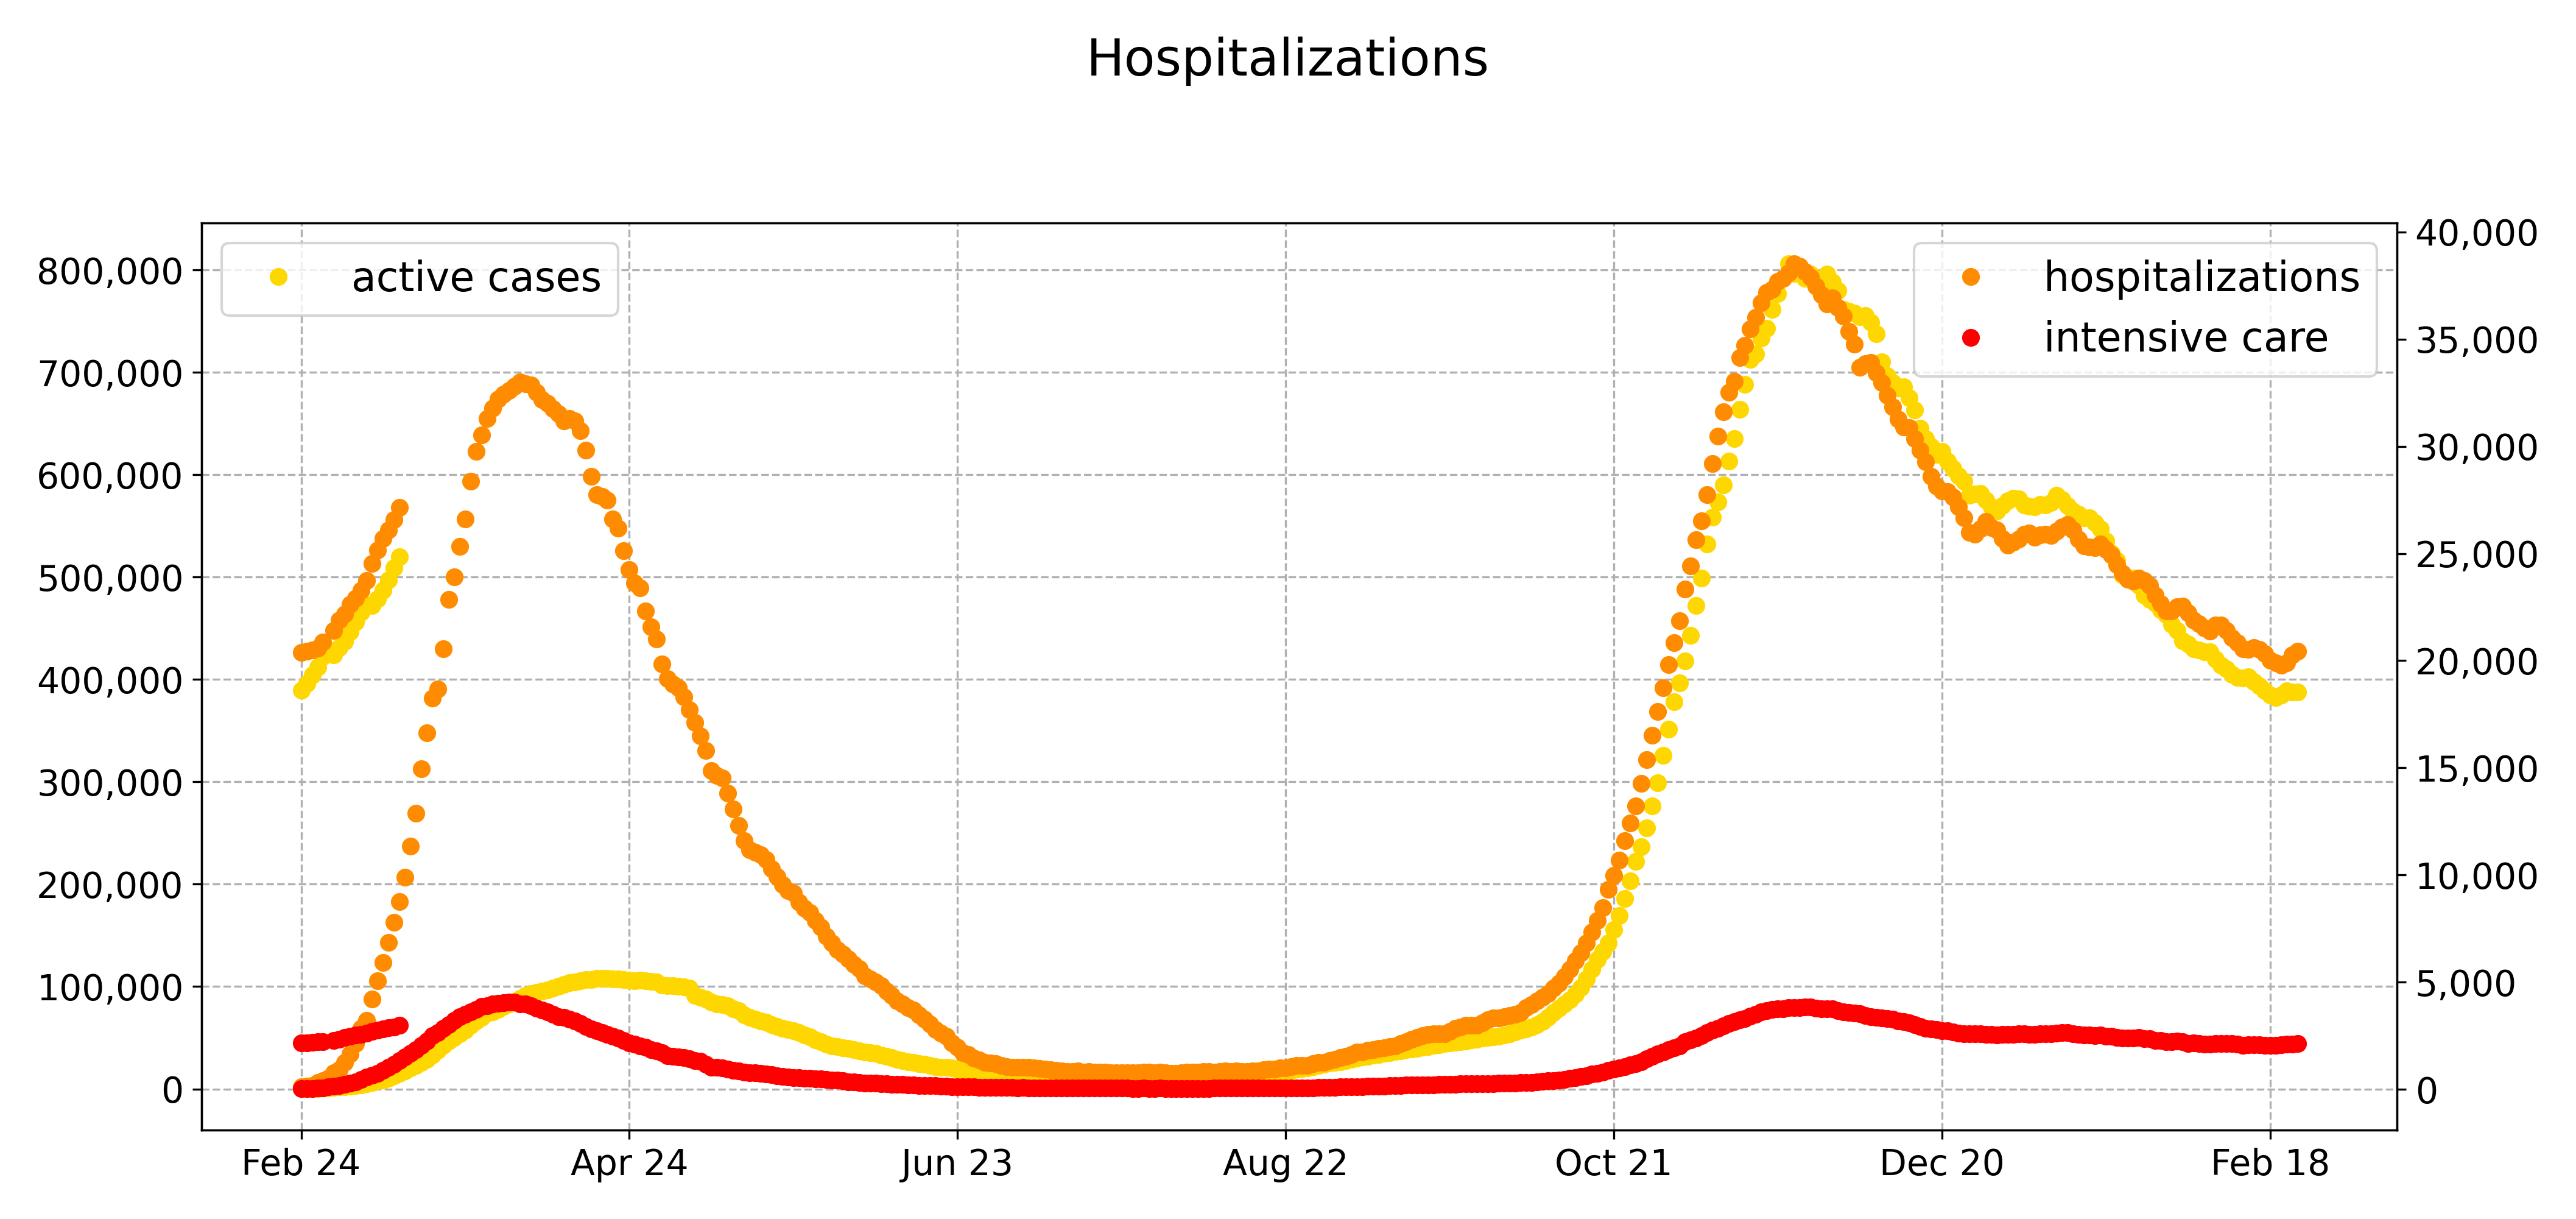 Hospitalizations
active cases
hospitalizations
intensive care
800,000
700,000
600,000
500,000
400,000
300,000
200,000
100,000
0
40,000
35,000
30,000
25,000
20,000
15,000
10,000
5,000
0
Feb 24
Apr 24
Jun 23
Aug 22
Oct 21
Dec 20
Feb 18